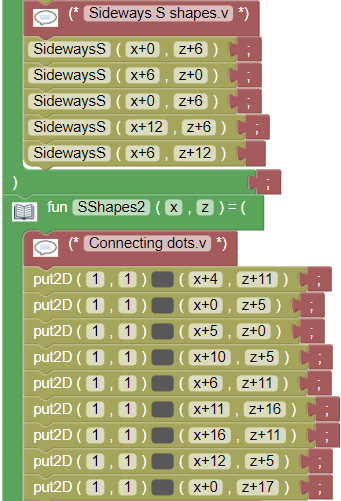 (* Sideways S shapes.v *)
SidewaysS ( x+0 , z+6 ) ;
SidewaysS ( x+6 , z+0 ) ;
SidewaysS ( x+0 , z+6 ) ;
SidewaysS ( x+12 , z+6 ) ;
SidewaysS ( x+6 , z+12 ) ;
) ;
fun SShapes2 ( x , z ) = (
(* Connecting dots.v *)
put2D ( 1 , 1 ) ( x+4 , z+11 ) ;
put2D ( 1 , 1 ) ( x+0 , z+5 ) ;
put2D ( 1 , 1 ) ( x+5 , z+0 ) ;
put2D ( 1 , 1 ) ( x+10 , z+5 ) ;
put2D ( 1 , 1 ) ( x+6 , z+11 ) ;
put2D ( 1 , 1 ) ( x+11 , z+16 ) ;
put2D ( 1 , 1 ) ( x+16 , z+11 ) ;
put2D ( 1 , 1 ) ( x+12 , z+5 ) ;
put2D ( 1 , 1 ) ( x+0 , z+17 ) ;